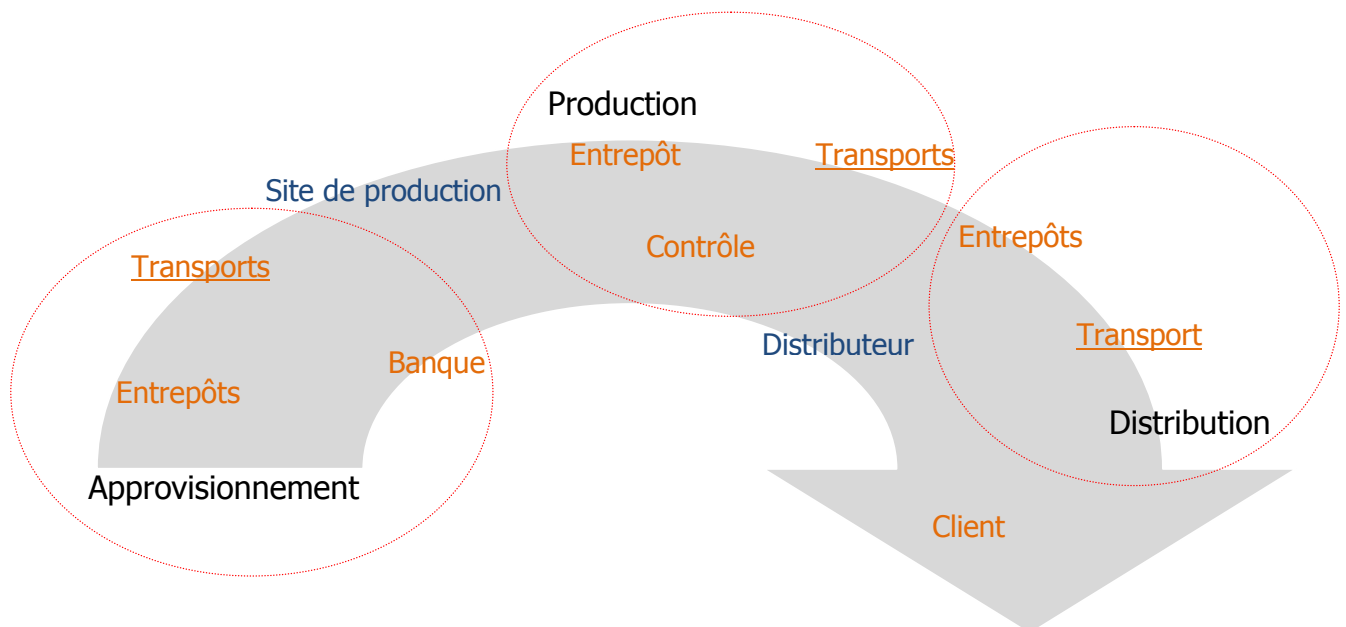 Production
Entrepôt
Transports
Site de production
Contrôle
Entrepôts
Transports
Distributeur
Transport
Banque
Entrepôts
Distribution
Approvisionnement
Client